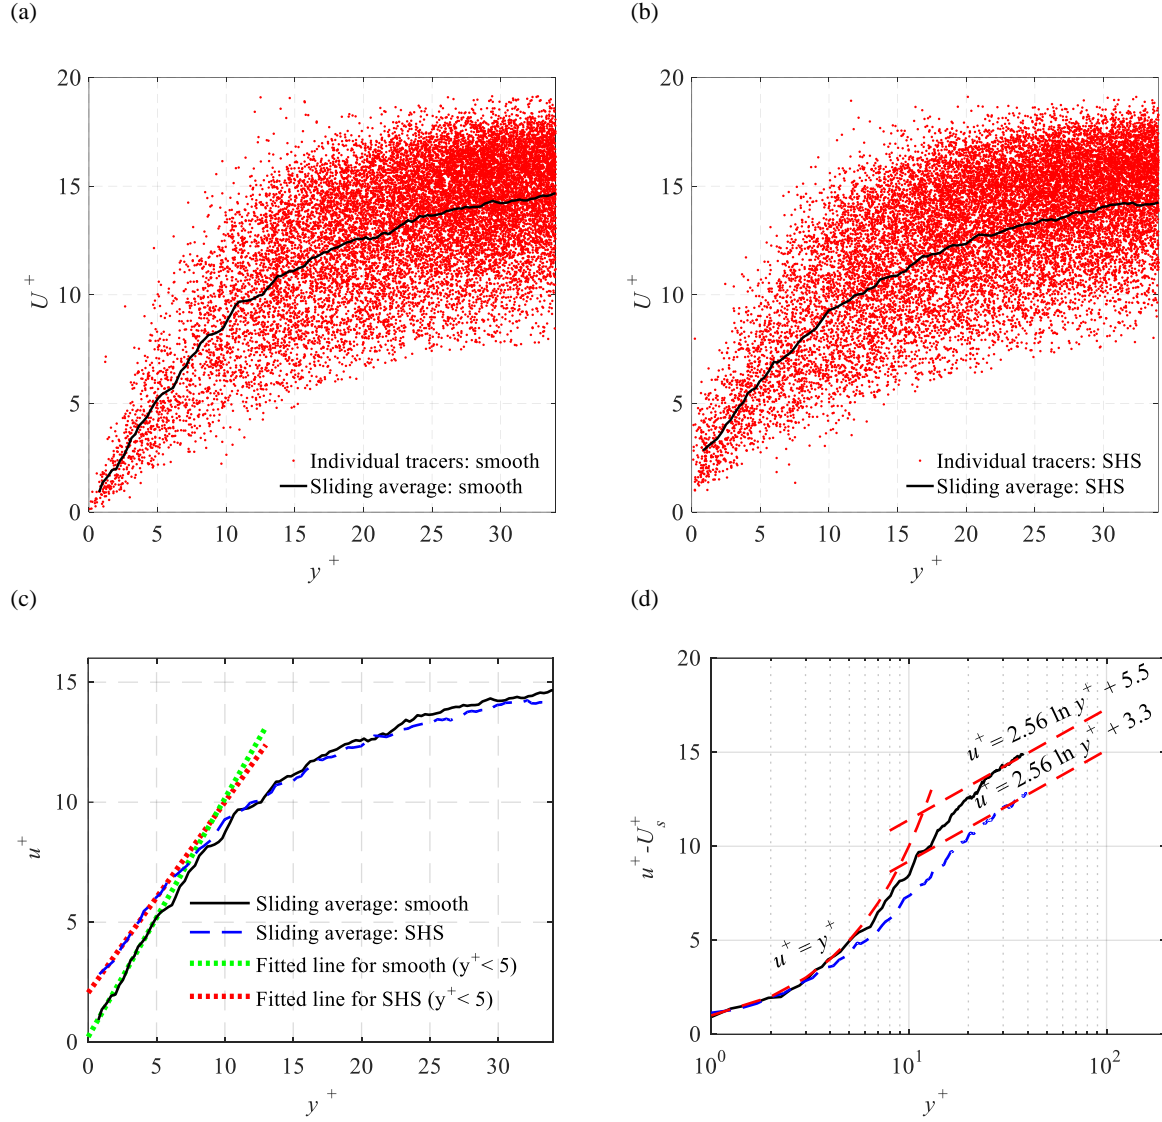 (a)
(b)
20
15
10
5
0
U+
0 5 10 15 20 25 30
y+
Individual tracers: smooth
Sliding average: smooth
20
15
10
5
0
U+
0 5 10 15 20 25 30
y+
Individual tracers: SHS
Sliding average: SHS
(c)
(d)
15
10
5
0
u+
0 5 10 15 20 25 30
y+
Sliding average: smooth
Sliding average: SHS
Fitted line for smooth (y+< 5)
Fitted line for SHS (y+< 5)
20
15
10
5
0
u+-Us+
10^0 10^1 10^2
y+
u+ = 2.56 ln y+ + 5.5
u+ = 2.56 ln y+ + 3.3
u+ = y+